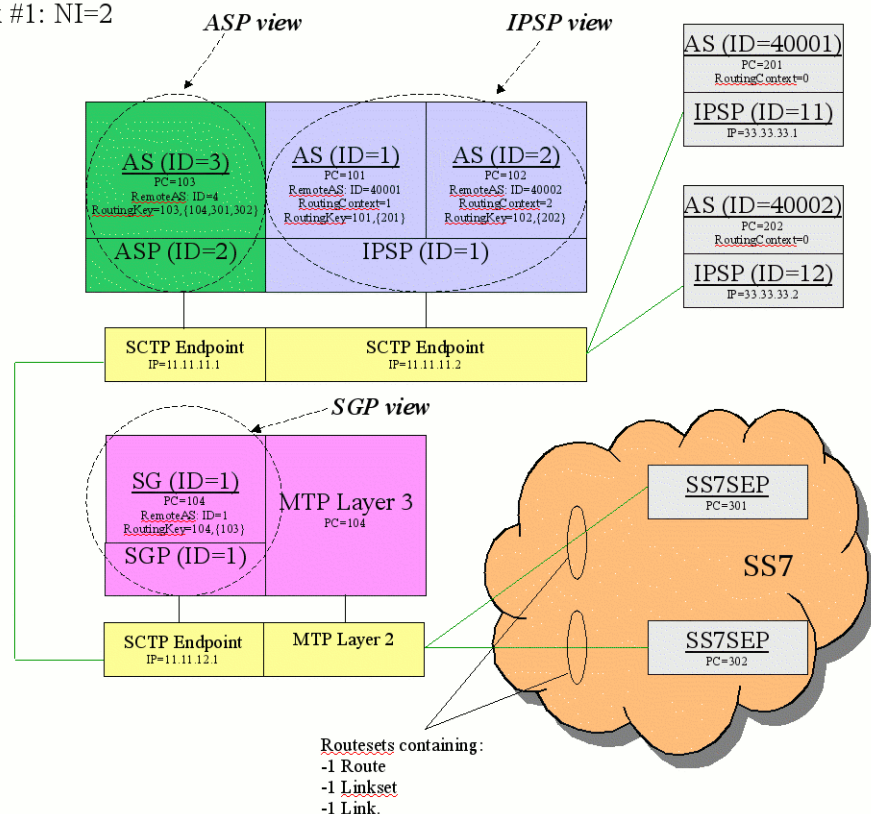 #1: NI=2
ASP view
IPSP view
AS (ID=40001)
PC=201
RoutingContext=0
IPSP (ID=11)
IP=33.33.33.1
AS (ID=3)
PC=103
RemoteAS: ID=4
RoutingKey=103,{104,301,302}
ASP (ID=2)
AS (ID=1)
PC=101
RemoteAS: ID=40001
RoutingContext=1
RoutingKey=101,{201}
AS (ID=2)
PC=102
RemoteAS: ID=40002
RoutingContext=2
RoutingKey=102,{202}
IPSP (ID=1)
AS (ID=40002)
PC=202
RoutingContext=0
IPSP (ID=12)
IP=33.33.33.2
SCTP Endpoint
IP=11.11.11.1
SCTP Endpoint
IP=11.11.11.2
SGP view
SG (ID=1)
PC=104
RemoteAS: ID=1
RoutingKey=104,{103}
SGP (ID=1)
MTP Layer 3
PC=104
SS7SEP
PC=301
SS7
SS7SEP
PC=302
SCTP Endpoint
IP=11.11.12.1
MTP Layer 2
Routesets containing:
-1 Route
-1 Linkset
-1 Link.